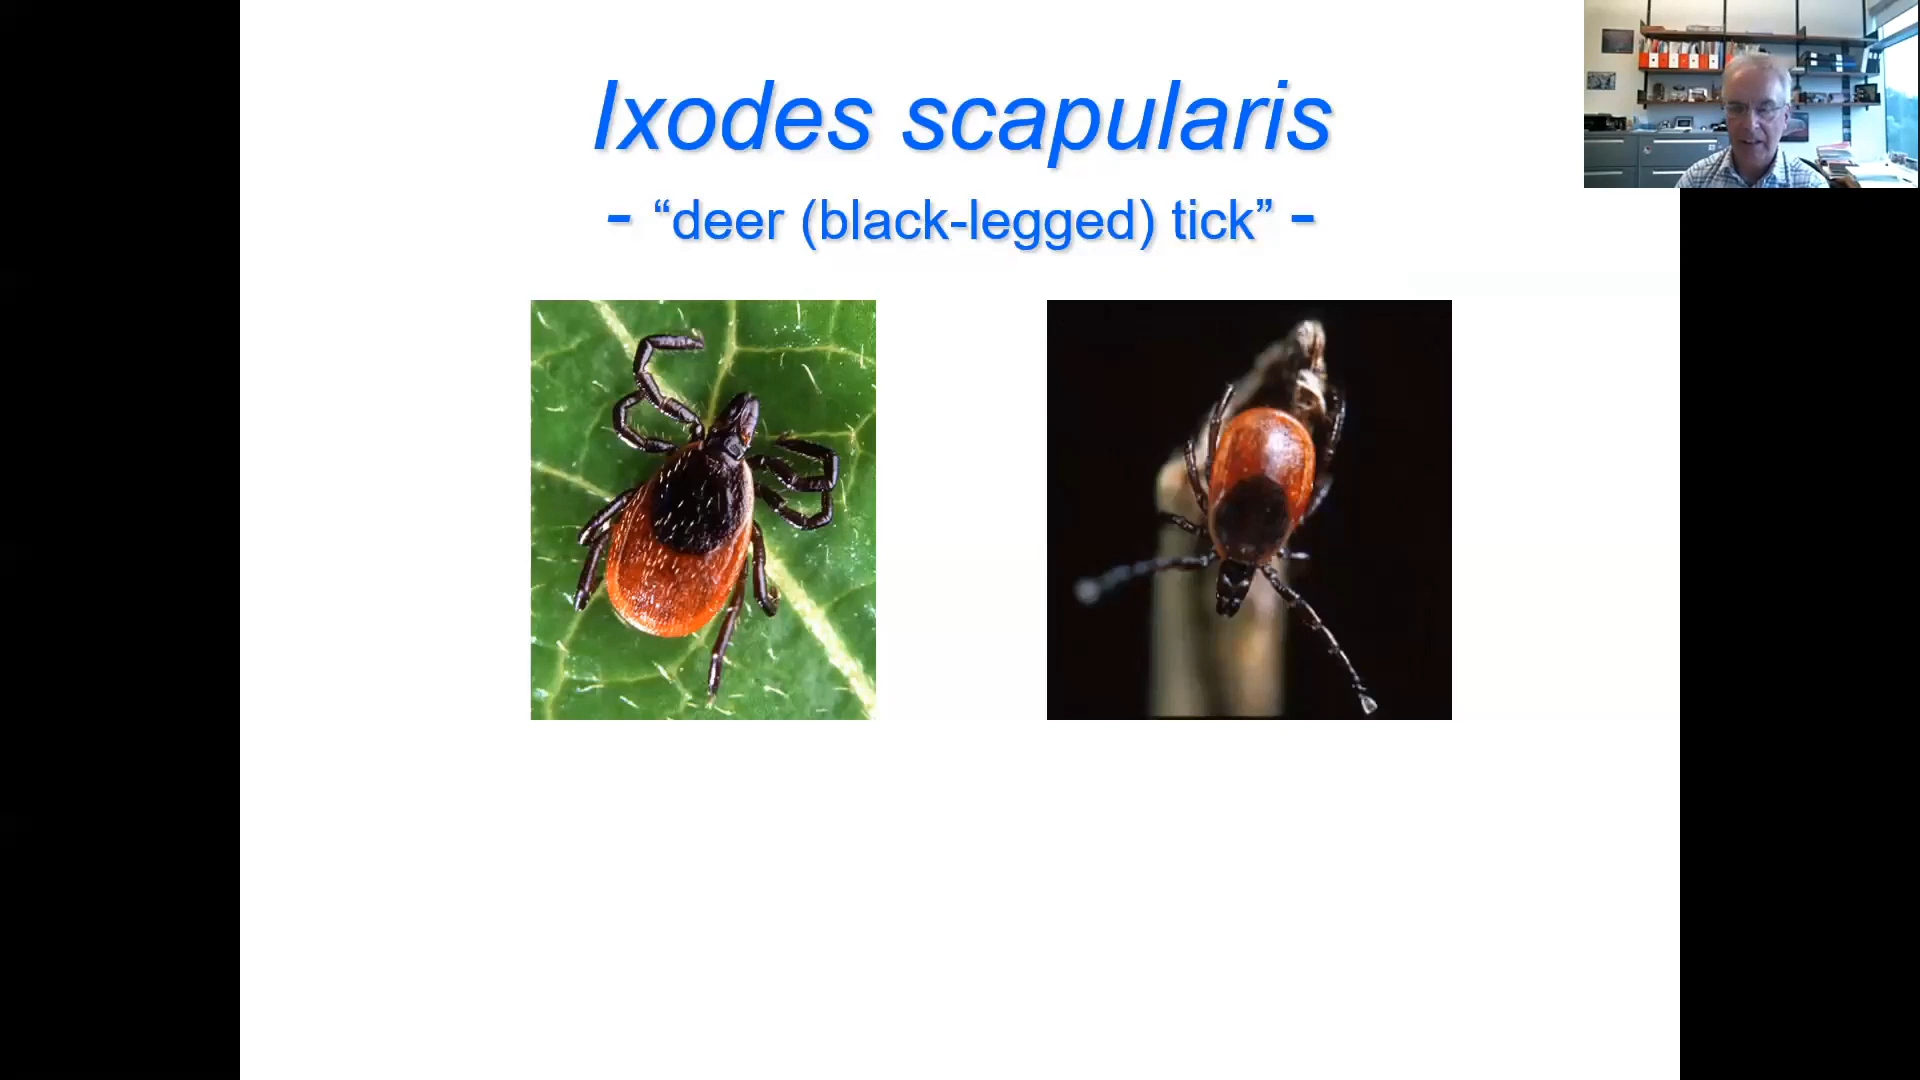 Ixodes scapularis
- “deer (black-legged) tick” -